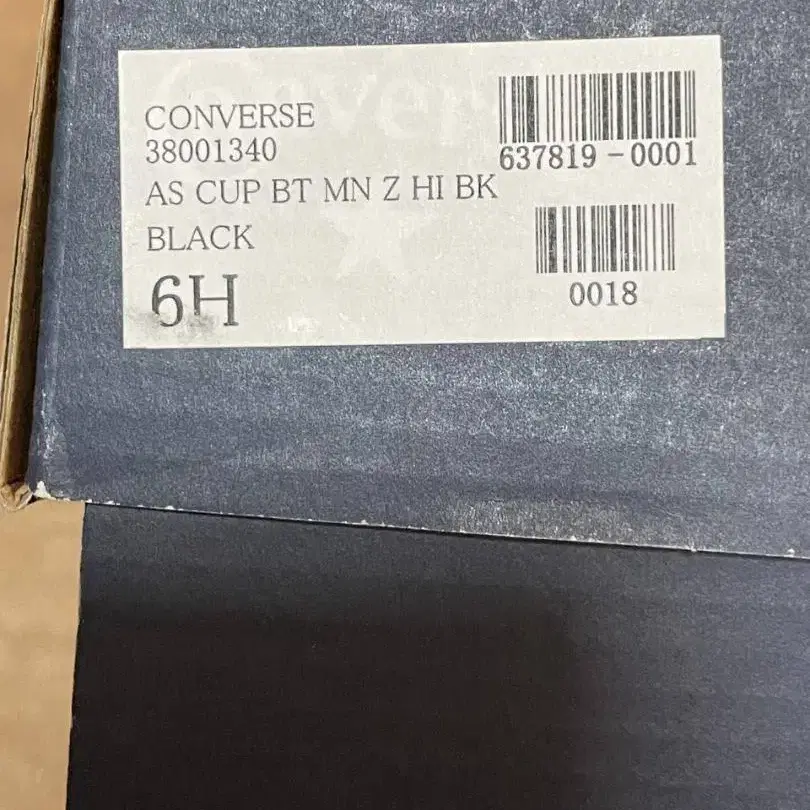 CONVERSE
38001340
AS CUP BT MN Z HI BK
BLACK
6H
637819-0001
0018